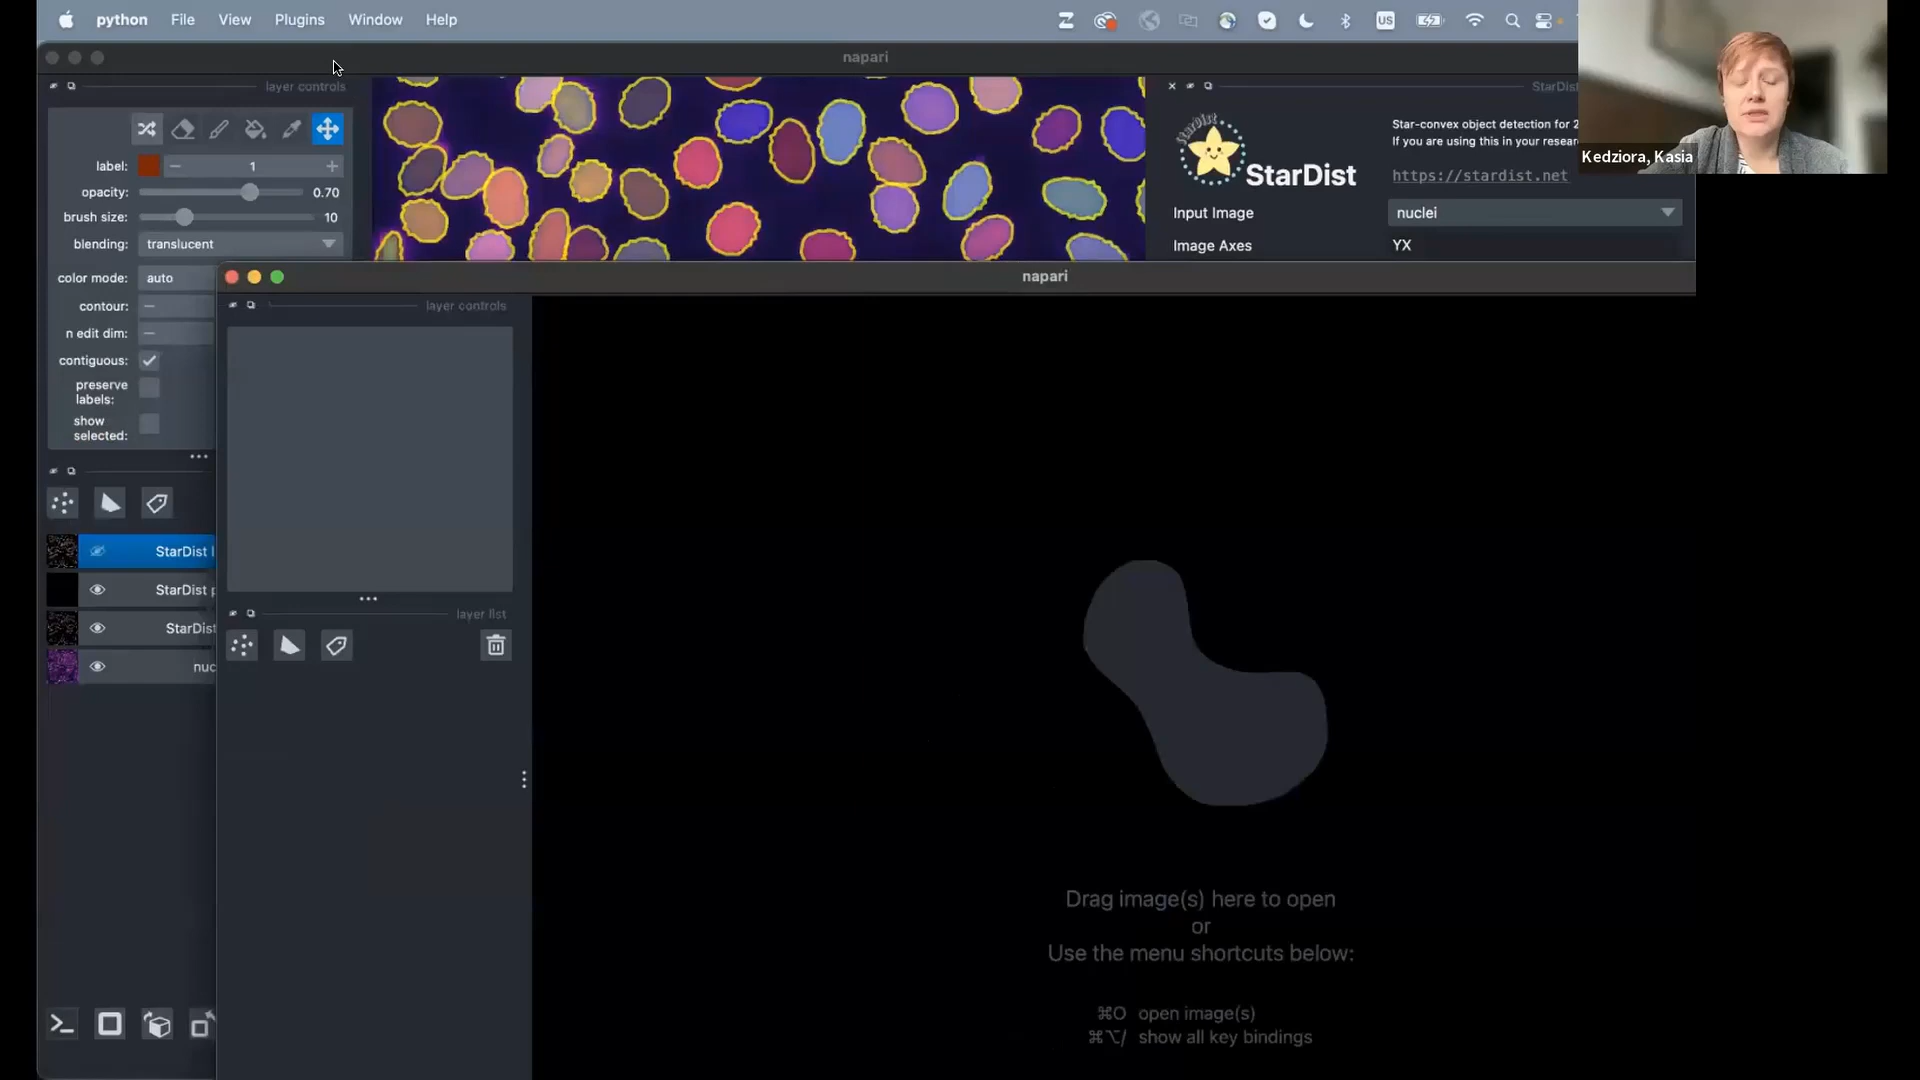 python File View Plugins Window Help
US
napari
layer controls
label: 1
opacity: 0.70
brush size: 10
blending: translucent
color mode: auto
contour:
n edit dim:
contiguous:
preserve
labels:
show
selected:
StarDist
StarDist
StarDist
StarDist
StarDist
Star-convex object detection for 2
If you are using this in your resear
https://stardist.net
Input Image nuclei
Image Axes YX
Kedziora, Kasia
napari
layer controls
layer list
Drag image(s) here to open
or
Use the menu shortcuts below:
⌘O open image(s)
⌘⌥/ show all key bindings